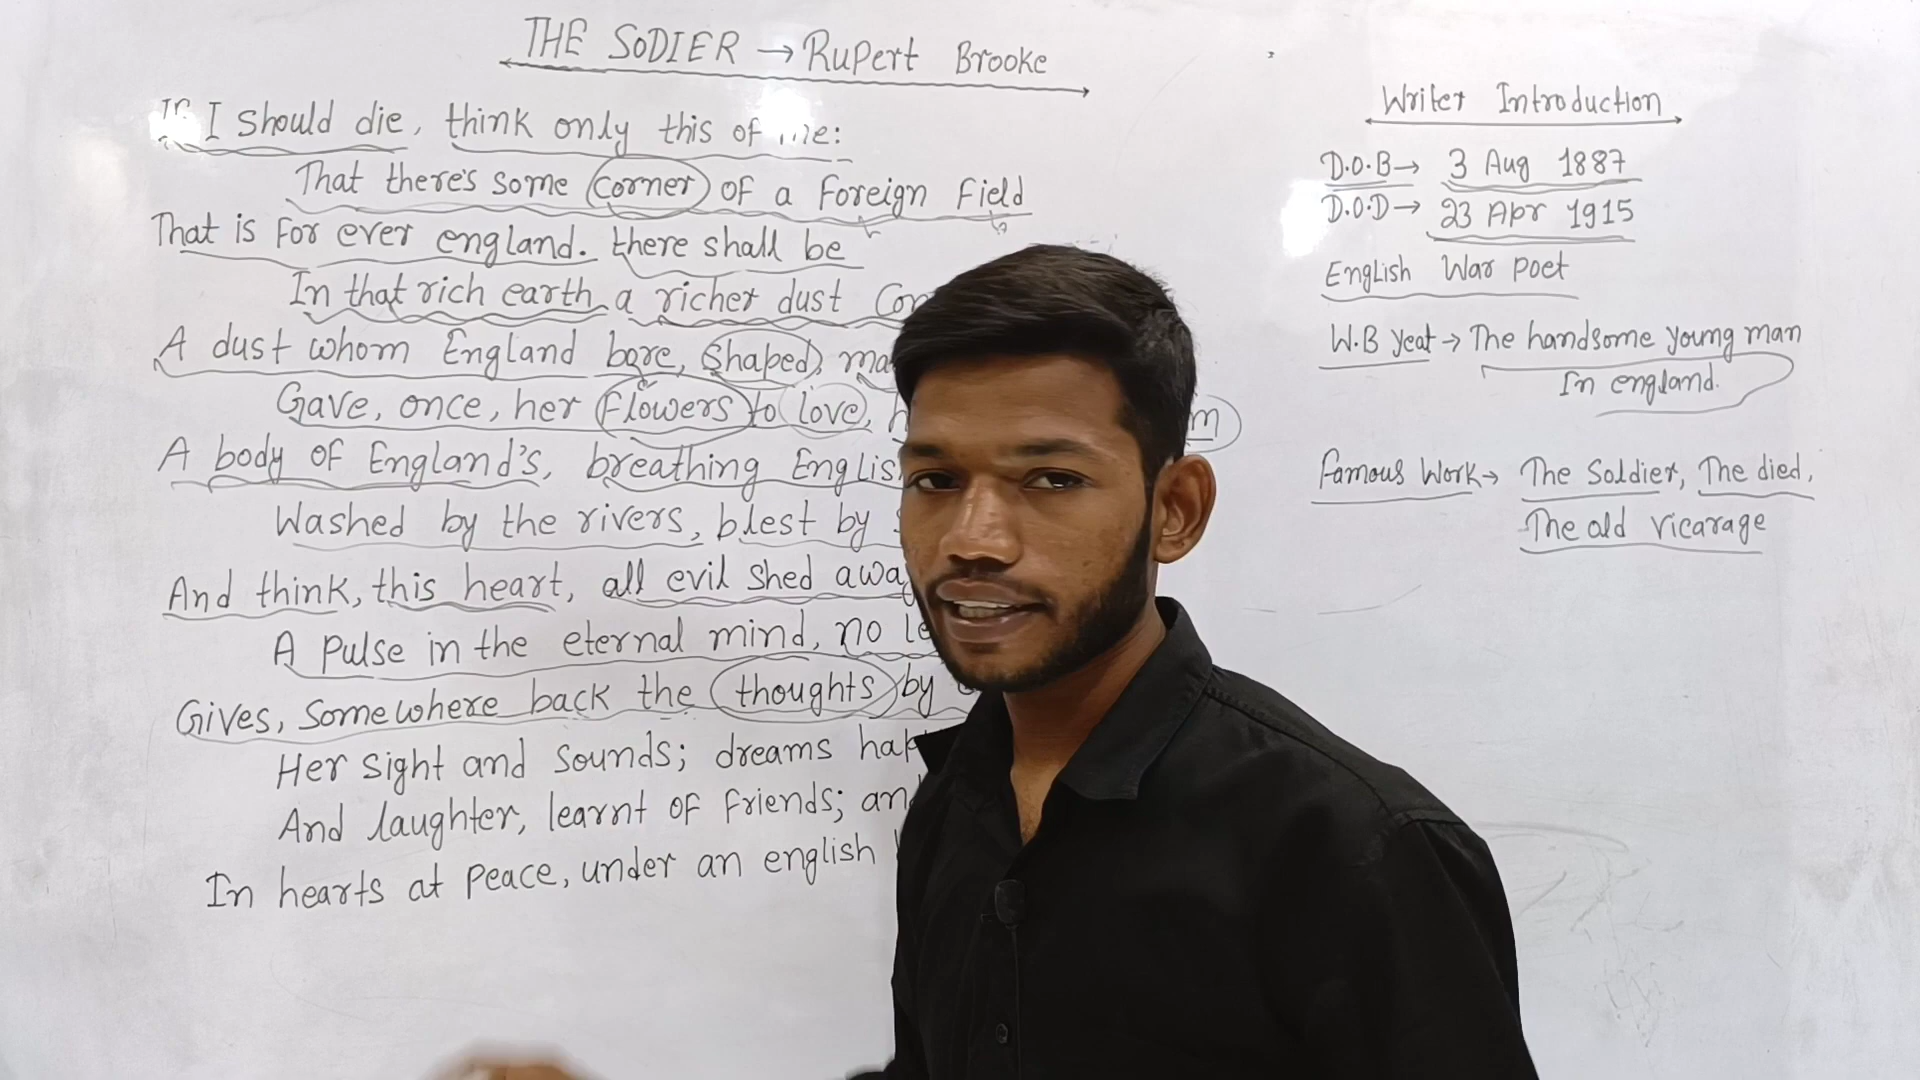 THE SODIER → Rupert Brooke
If I should die, think only this of me:
That there's some corner of a Foreign Field
That is For ever england. there shall be
In that rich earth a richer dust
A dust whom England bore, shaped,
Gave, once, her Flowers to love,
A body of England's, breathing
Washed by the rivers, blest by
And think, this heart, all evil shed
A pulse in the eternal mind, no
Gives, Somewhere back the thoughts by
Her sight and sounds; dreams
And laughter, learnt of Friends;
In hearts at peace, under an english
Writer Introduction
D.O.B→ 3 Aug 1887
D.O.D→ 23 Apr 1915
English War poet
W.B yeat → The handsome young man
In england.
Famous Work→ The Soldier, The died,
The old vicarage